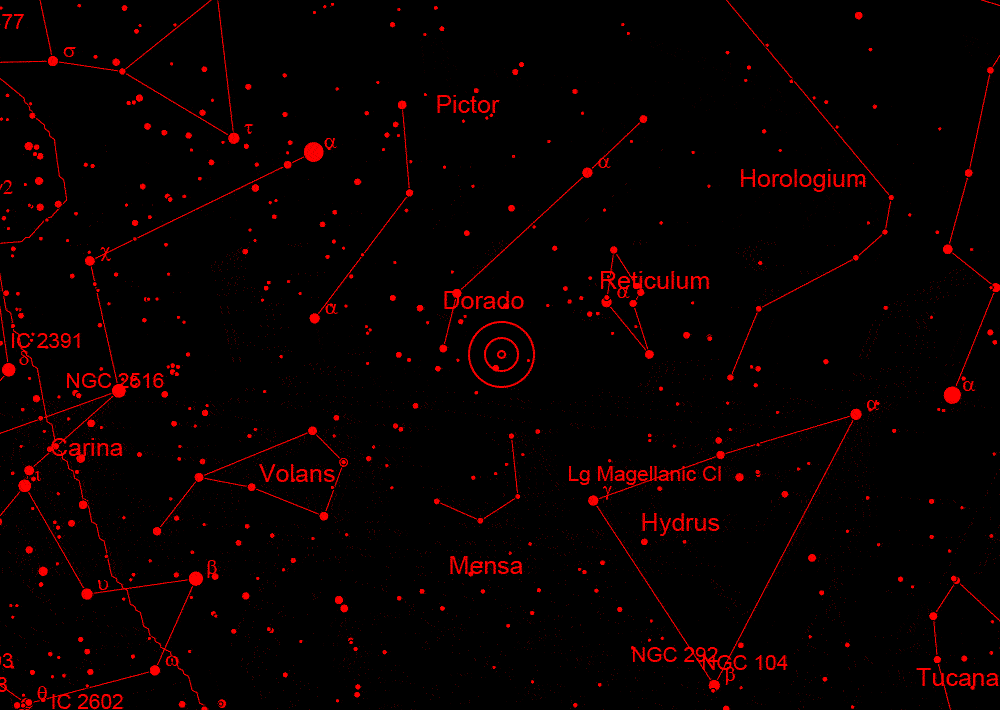 77
σ
Pictor
τ
α
α
Horologium
γ2
χ
Reticulum
α
Dorado
α
IC 2391
δ
NGC 2516
α
α
Carina
Volans
Lg Magellanic Cl
ι
γ
Hydrus
Mensa
β
υ
NGC 292
NGC 104
ω
β
Tucana
θ
IC 2602